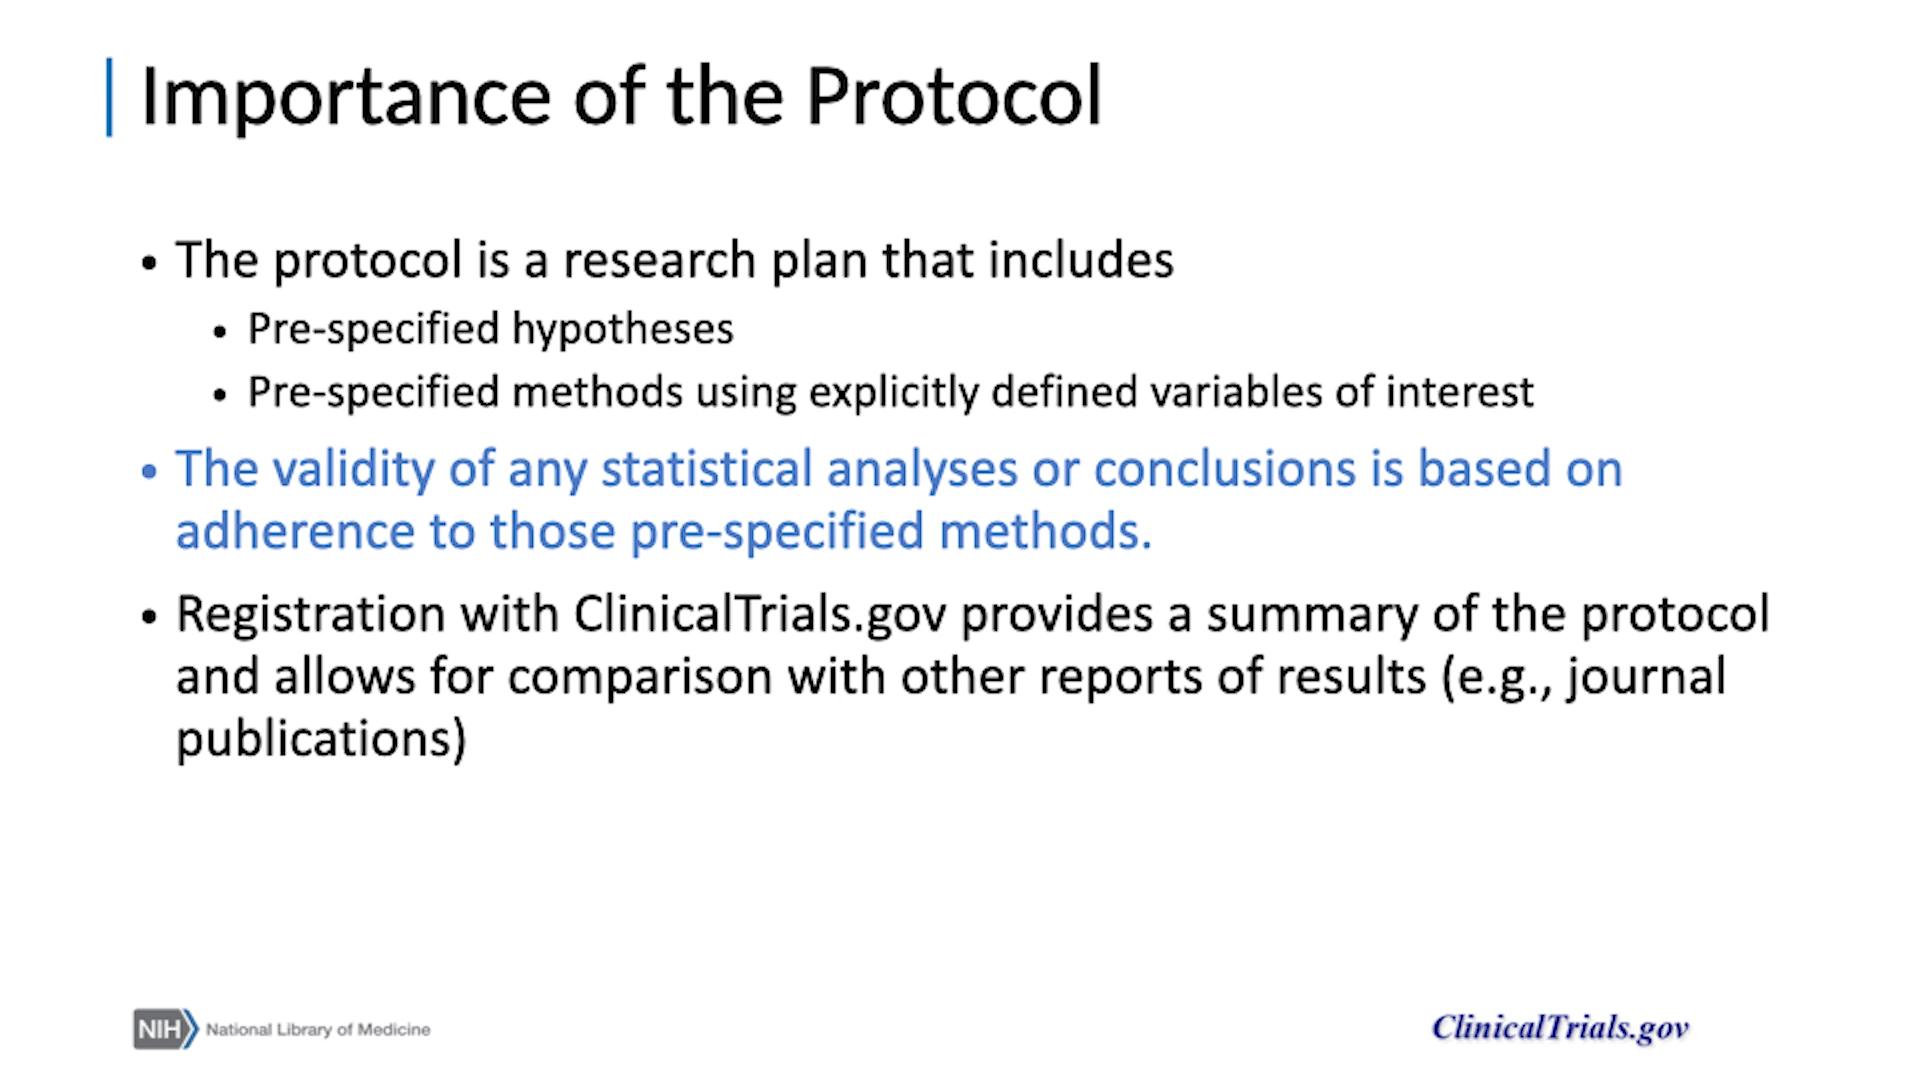 Importance of the Protocol
• The protocol is a research plan that includes
• Pre-specified hypotheses
• Pre-specified methods using explicitly defined variables of interest
• The validity of any statistical analyses or conclusions is based on
adherence to those pre-specified methods.
• Registration with ClinicalTrials.gov provides a summary of the protocol
and allows for comparison with other reports of results (e.g., journal
publications)
NIH National Library of Medicine
ClinicalTrials.gov